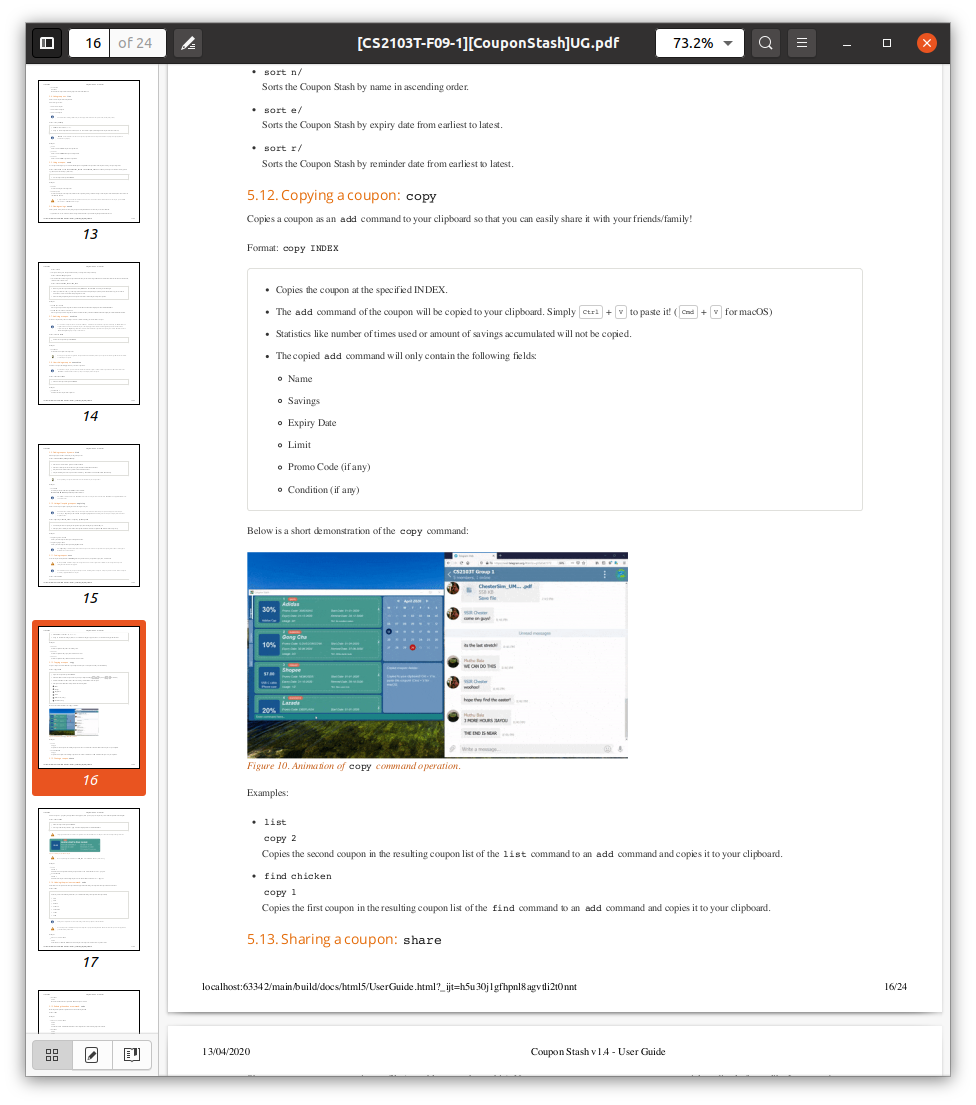 16 of 24
[CS2103T-F09-1][CouponStash]UG.pdf
73.2%
13
14
15
16
17
sort n/
Sorts the Coupon Stash by name in ascending order.
sort e/
Sorts the Coupon Stash by expiry date from earliest to latest.
sort r/
Sorts the Coupon Stash by reminder date from earliest to latest.
5.12. Copying a coupon: copy
Copies a coupon as an add command to your clipboard so that you can easily share it with your friends/family!
Format: copy INDEX
Copies the coupon at the specified INDEX.
The add command of the coupon will be copied to your clipboard. Simply Ctrl + V to paste it! ( Cmd + V for macOS)
Statistics like number of times used or amount of savings accumulated will not be copied.
The copied add command will only contain the following fields:
Name
Savings
Expiry Date
Limit
Promo Code (if any)
Condition (if any)
Below is a short demonstration of the copy command:
CS2103T Group 1
30%
Adidas
April 2020
Save file
10%
Gong Cha
come on guys!
Unread messages
its the last stretch!
WE CAN DO THIS
Shopee
woohoo!
hope they find the easter!
20%
Lazada
3 MORE HOURS JIAYOU
THE END IS NEAR
Write a message...
Figure 10. Animation of copy command operation.
Examples:
list
copy 2
Copies the second coupon in the resulting coupon list of the list command to an add command and copies it to your clipboard.
find chicken
copy 1
Copies the first coupon in the resulting coupon list of the find command to an add command and copies it to your clipboard.
5.13. Sharing a coupon: share
localhost:63342/main/build/docs/html5/UserGuide.html?_ijt=h5u30j1gfhpnl8agvtli2t0nnt 16/24
13/04/2020 Coupon Stash v1.4 - User Guide